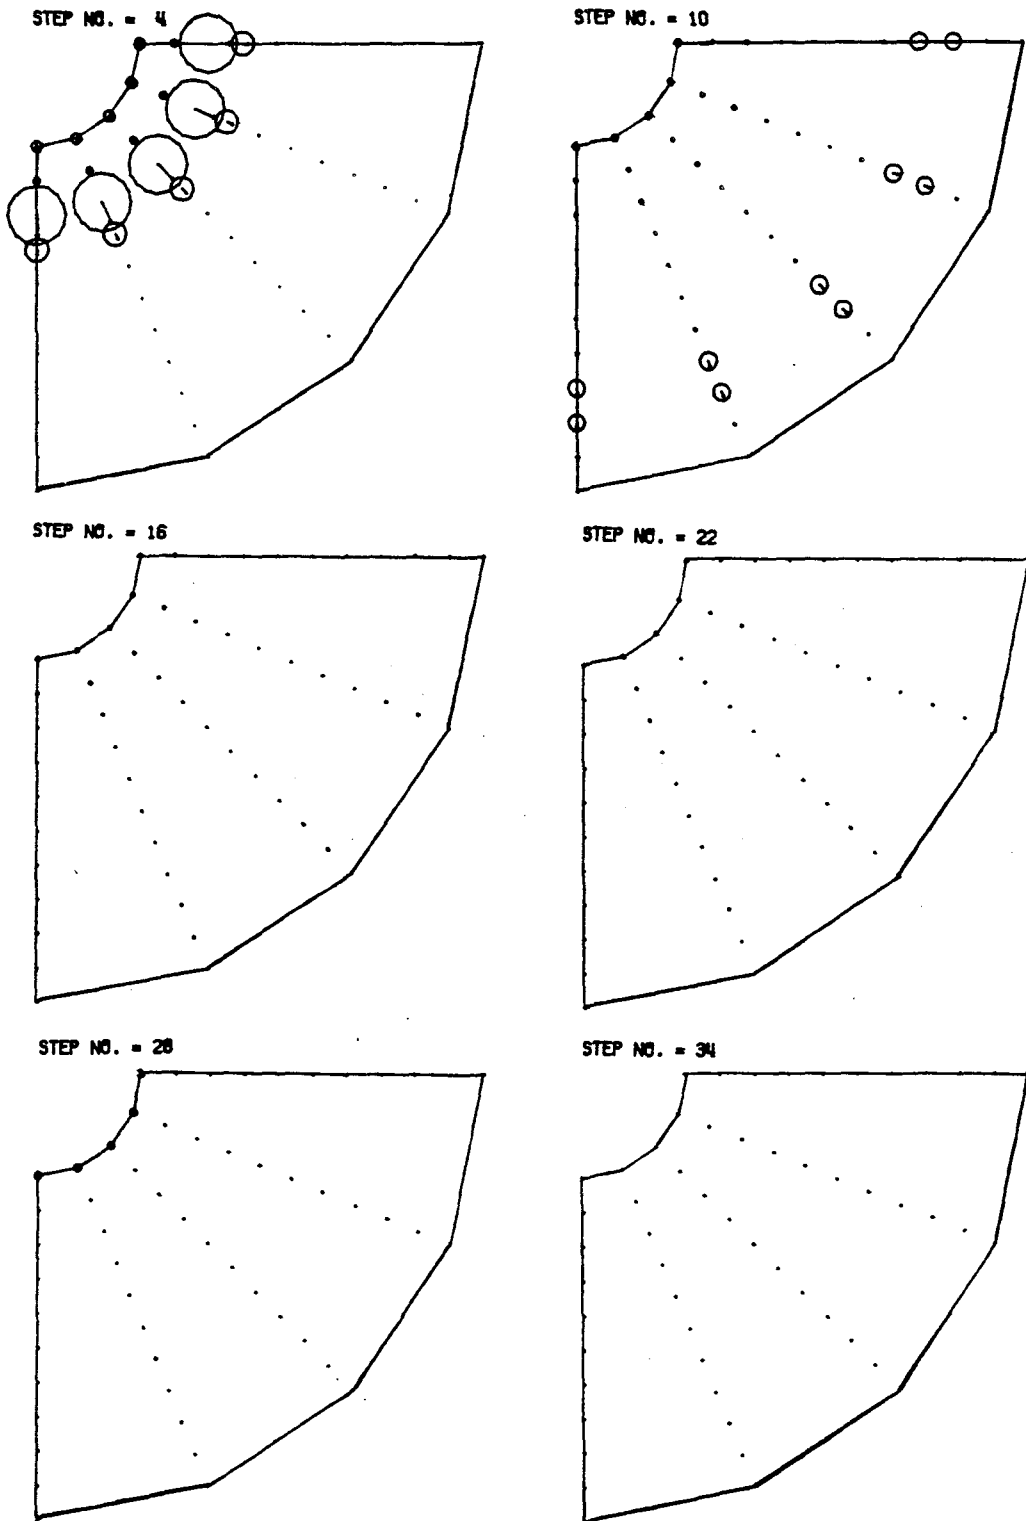 STEP NO. = 4
STEP NO. = 10
STEP NO. = 16
STEP NO. = 22
STEP NO. = 28
STEP NO. = 34